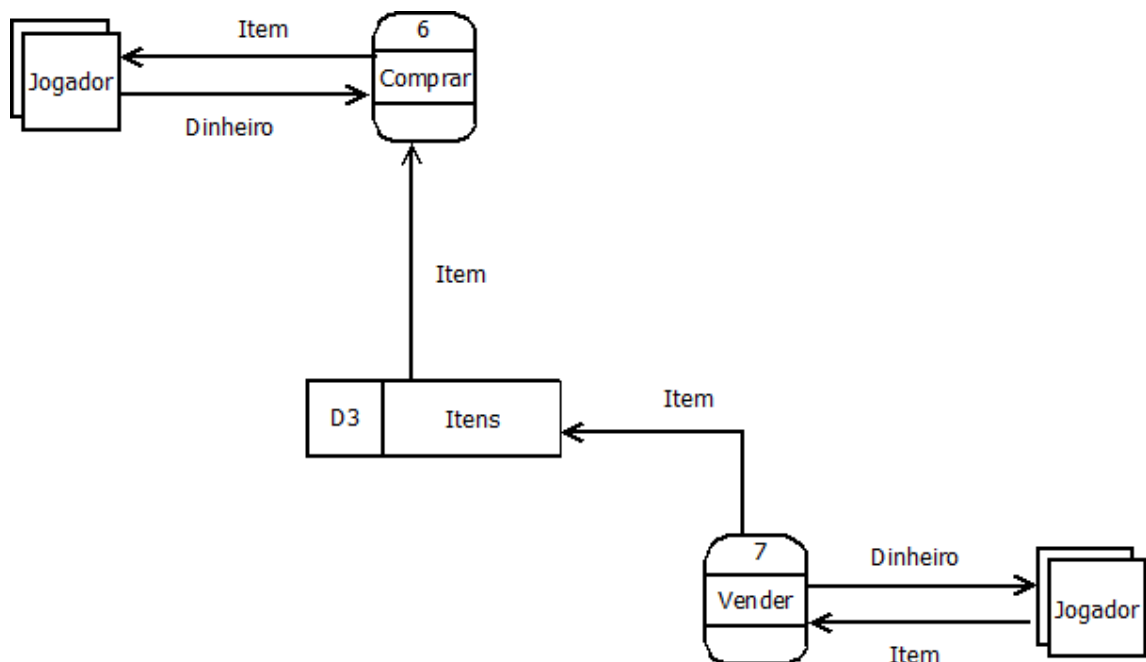 Item
6
Jogador
Comprar
Dinheiro
Item
D3
Itens
Item
7
Dinheiro
Vender
Jogador
Item